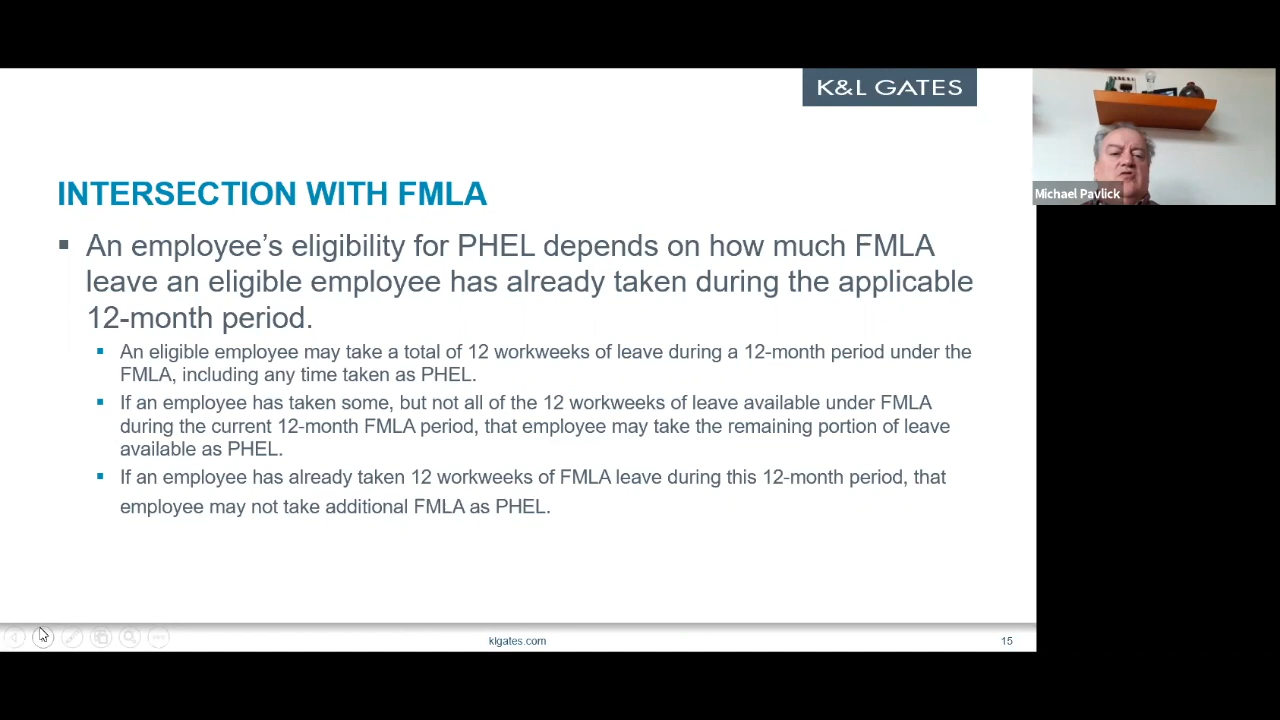 K&L GATES
Michael Pavlick
INTERSECTION WITH FMLA
An employee's eligibility for PHEL depends on how much FMLA
leave an eligible employee has already taken during the applicable
12-month period.
An eligible employee may take a total of 12 workweeks of leave during a 12-month period under the
FMLA, including any time taken as PHEL.
If an employee has taken some, but not all of the 12 workweeks of leave available under FMLA
during the current 12-month FMLA period, that employee may take the remaining portion of leave
available as PHEL.
If an employee has already taken 12 workweeks of FMLA leave during this 12-month period, that
employee may not take additional FMLA as PHEL.
klgates.com
15